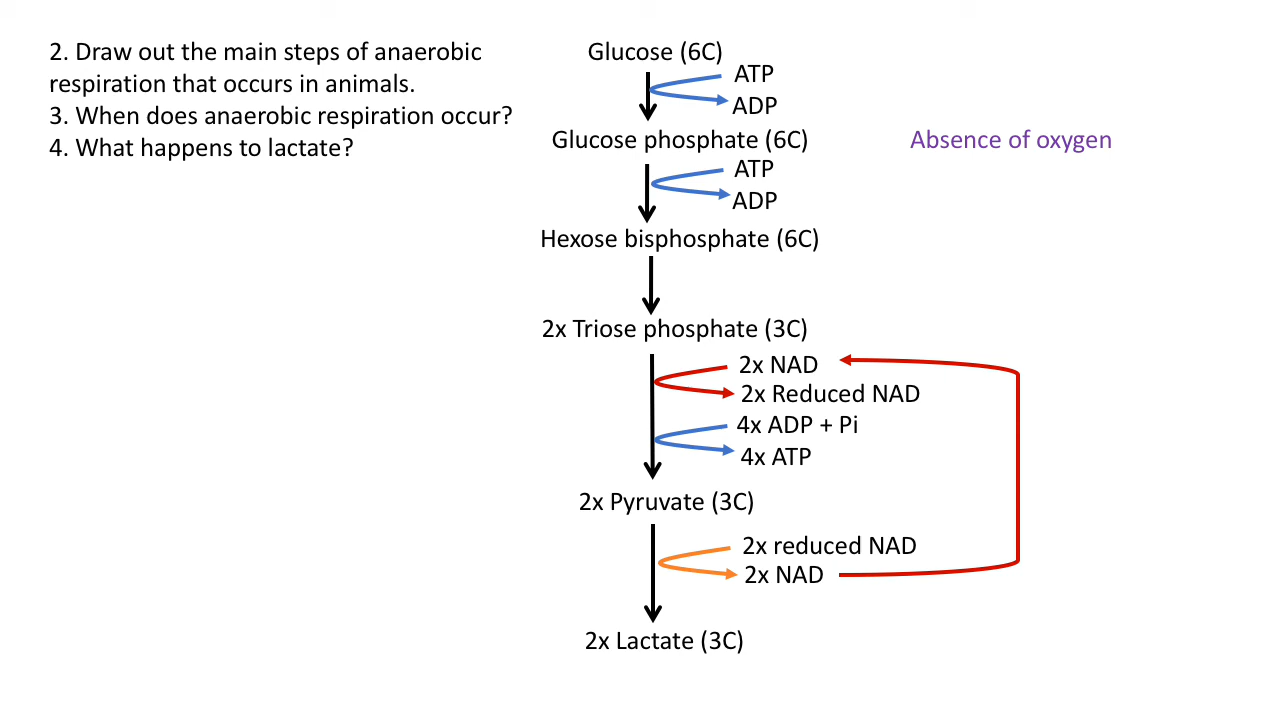 2. Draw out the main steps of anaerobic
respiration that occurs in animals.
3. When does anaerobic respiration occur?
4. What happens to lactate?
Glucose (6C)
ATP
ADP
Glucose phosphate (6C)
Absence of oxygen
ATP
ADP
Hexose bisphosphate (6C)
2x Triose phosphate (3C)
2x NAD
2x Reduced NAD
4x ADP + Pi
4x ATP
2x Pyruvate (3C)
2x reduced NAD
2x NAD
2x Lactate (3C)